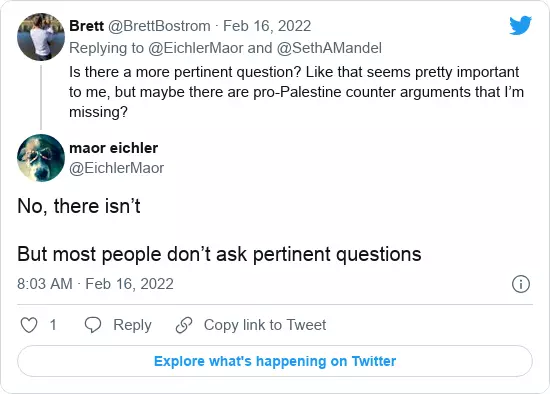 Brett @BrettBostrom · Feb 16, 2022
Replying to @EichlerMaor and @SethAMandel
Is there a more pertinent question? Like that seems pretty important
to me, but maybe there are pro-Palestine counter arguments that I’m
missing?
maor eichler
@EichlerMaor
No, there isn’t
But most people don’t ask pertinent questions
8:03 AM · Feb 16, 2022
1 Reply Copy link to Tweet
Explore what's happening on Twitter